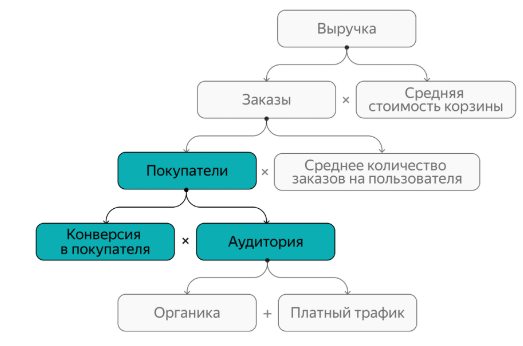 Выручка
Заказы
×
Средняя
стоимость корзины
Покупатели
×
Среднее количество
заказов на пользователя
Конверсия
в покупателя
×
Аудитория
Органика
+
Платный трафик